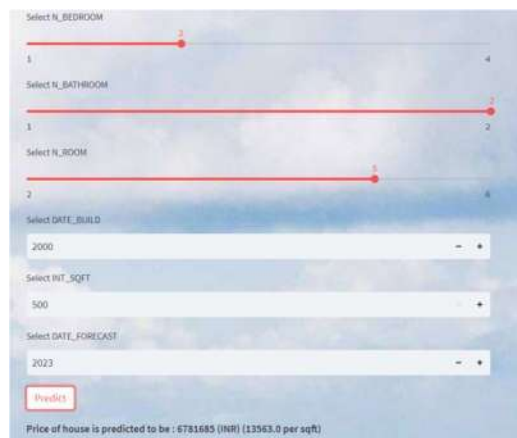 Select N_BEDROOM
2
1 4
Select N_BATHROOM
2
1 2
Select N_ROOM
5
2 6
Select DATE_BUILD
2000 - +
Select INT_SQFT
500 - +
Select DATE_FORECAST
2023 - +
Predict
Price of house is predicted to be : 6781685 (INR) (13563.0 per sqft)